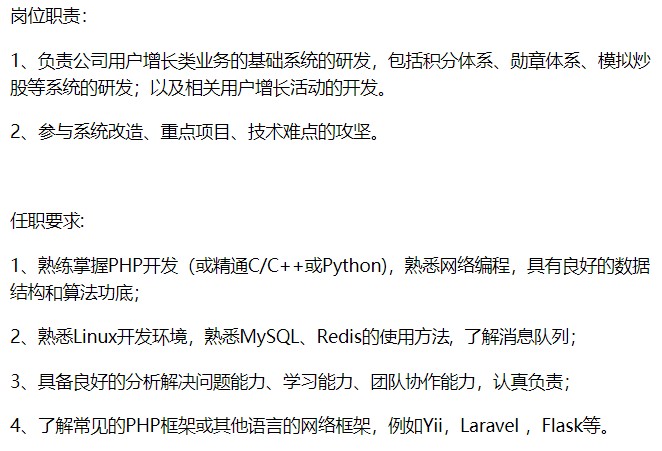 岗位职责：
1、负责公司用户增长类业务的基础系统的研发，包括积分体系、勋章体系、模拟炒
股等系统的研发；以及相关用户增长活动的开发。
2、参与系统改造、重点项目、技术难点的攻坚。
任职要求:
1、熟练掌握PHP开发（或精通C/C++或Python)，熟悉网络编程，具有良好的数据
结构和算法功底；
2、熟悉Linux开发环境，熟悉MySQL、Redis的使用方法, 了解消息队列；
3、具备良好的分析解决问题能力、学习能力、团队协作能力，认真负责；
4、了解常见的PHP框架或其他语言的网络框架，例如Yii，Laravel ，Flask等。